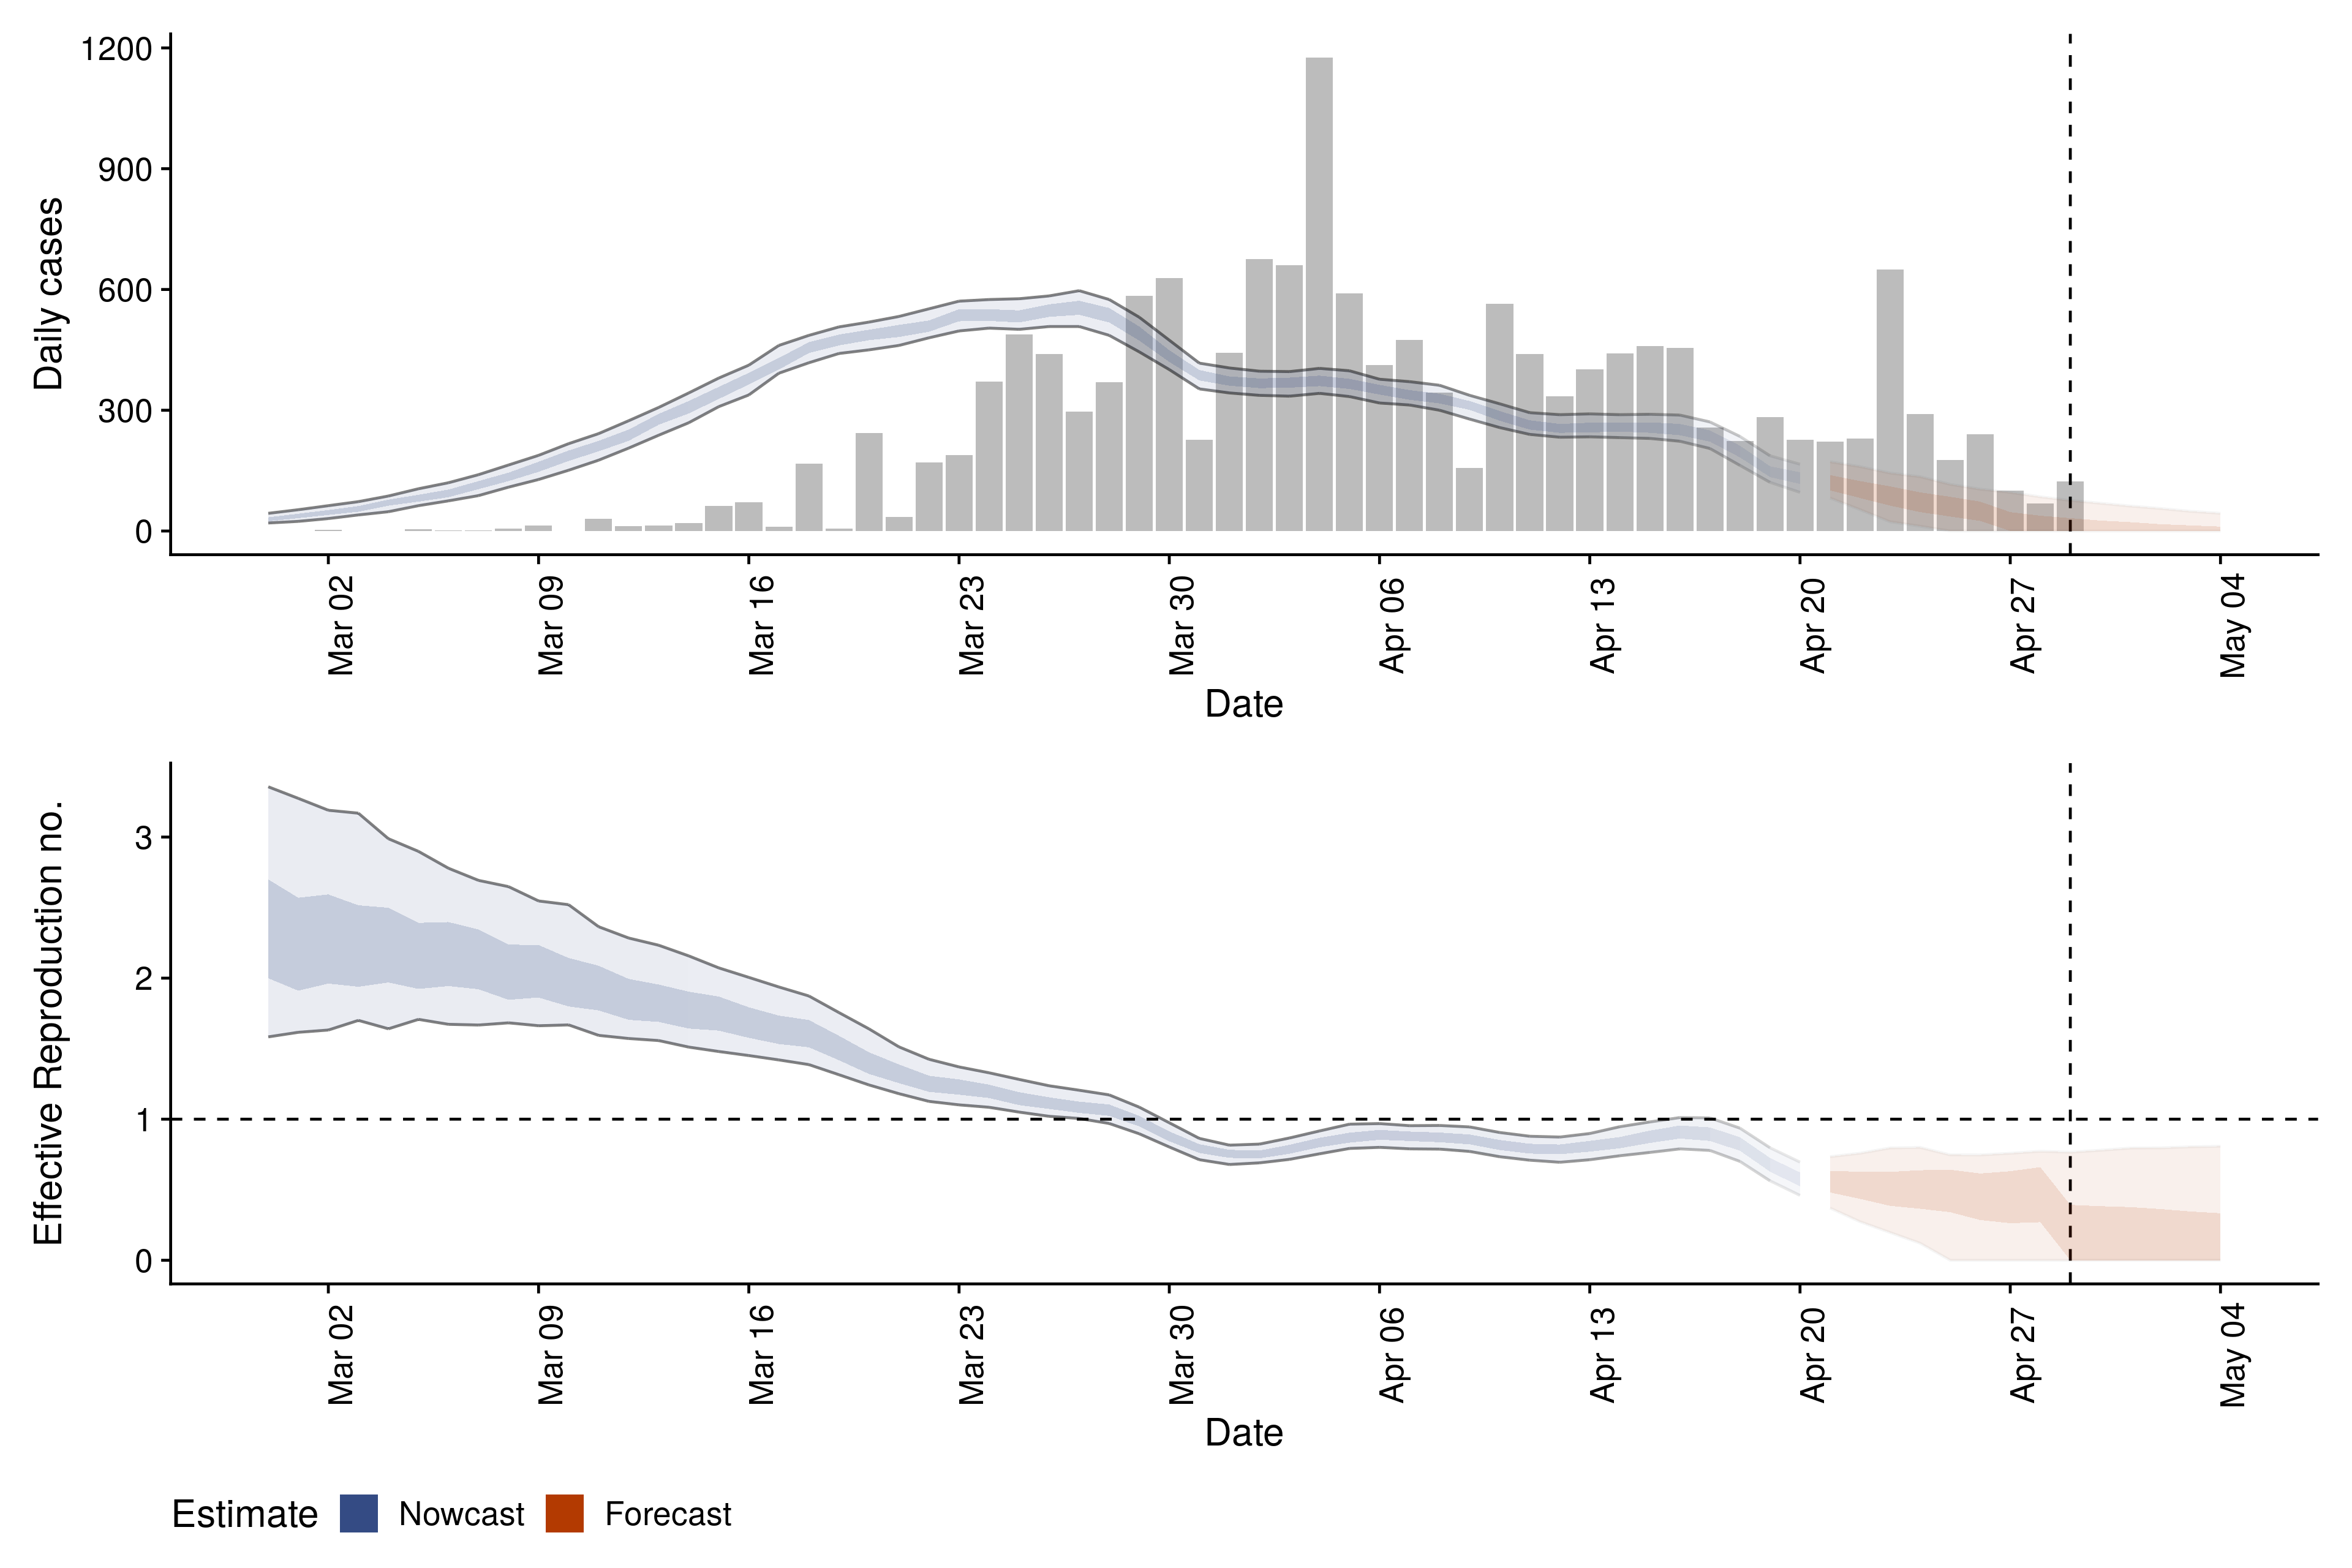 Daily cases
1200
900
600
300
0
Mar 02
Mar 09
Mar 16
Mar 23
Mar 30
Apr 06
Apr 13
Apr 20
Apr 27
May 04
Date
Effective Reproduction no.
3
2
1
0
Mar 02
Mar 09
Mar 16
Mar 23
Mar 30
Apr 06
Apr 13
Apr 20
Apr 27
May 04
Date
Estimate Nowcast Forecast